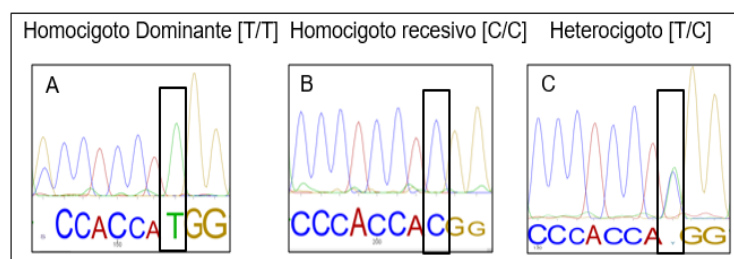 Homocigoto Dominante [T/T] Homocigoto recesivo [C/C] Heterocigoto [T/C]
A B C
CCACCATGG CCCACCACGG CCCACCA.GG